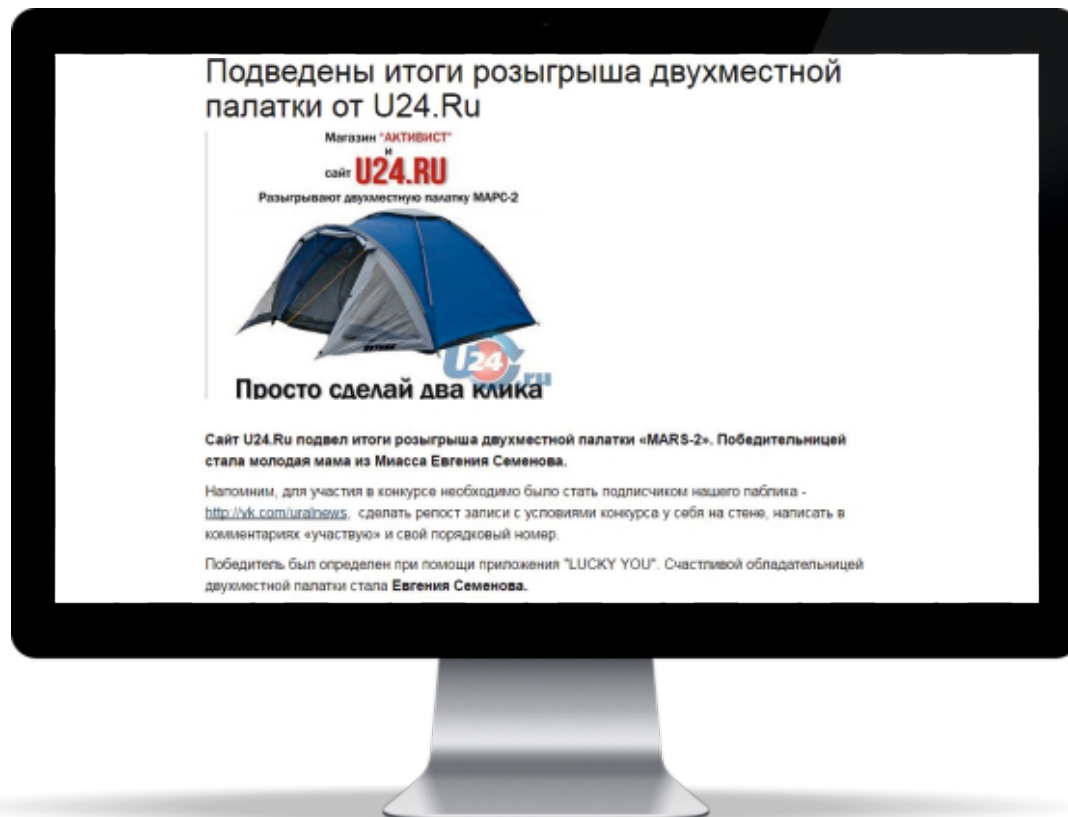 Подведены итоги розыгрыша двухместной
палатки от U24.Ru
Магазин "АКТИВИСТ"
и
сайт U24.RU
Разыгрывают двухместную палатку МАРС-2
U24.ru
Просто сделай два клика
Сайт U24.Ru подвел итоги розыгрыша двухместной палатки «MARS-2». Победительницей
стала молодая мама из Миасса Евгения Семенова.
Напомним, для участия в конкурсе необходимо было стать подписчиком нашего паблика -
http://vk.com/uralnews, сделать репост записи с условиями конкурса у себя на стене, написать в
комментариях «участвую» и свой порядковый номер.
Победитель был определен при помощи приложения "LUCKY YOU". Счастливой обладательницей
двухместной палатки стала Евгения Семенова.